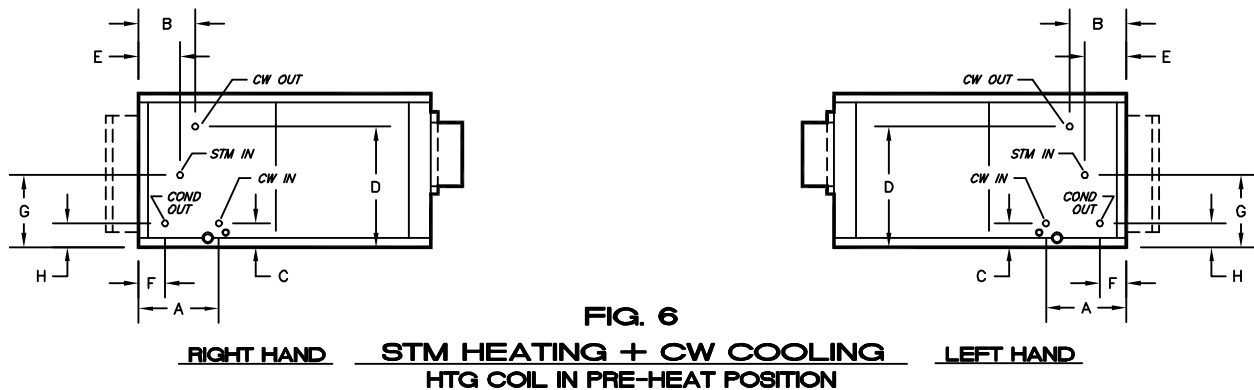 B
B
E
E
CW OUT
CW OUT
STM IN
STM IN
D
D
CW IN
CW IN
COND
OUT
COND
OUT
G
G
H
C
C
H
F
F
A
A
FIG. 6
RIGHT HAND STM HEATING + CW COOLING LEFT HAND
HTG COIL IN PRE-HEAT POSITION